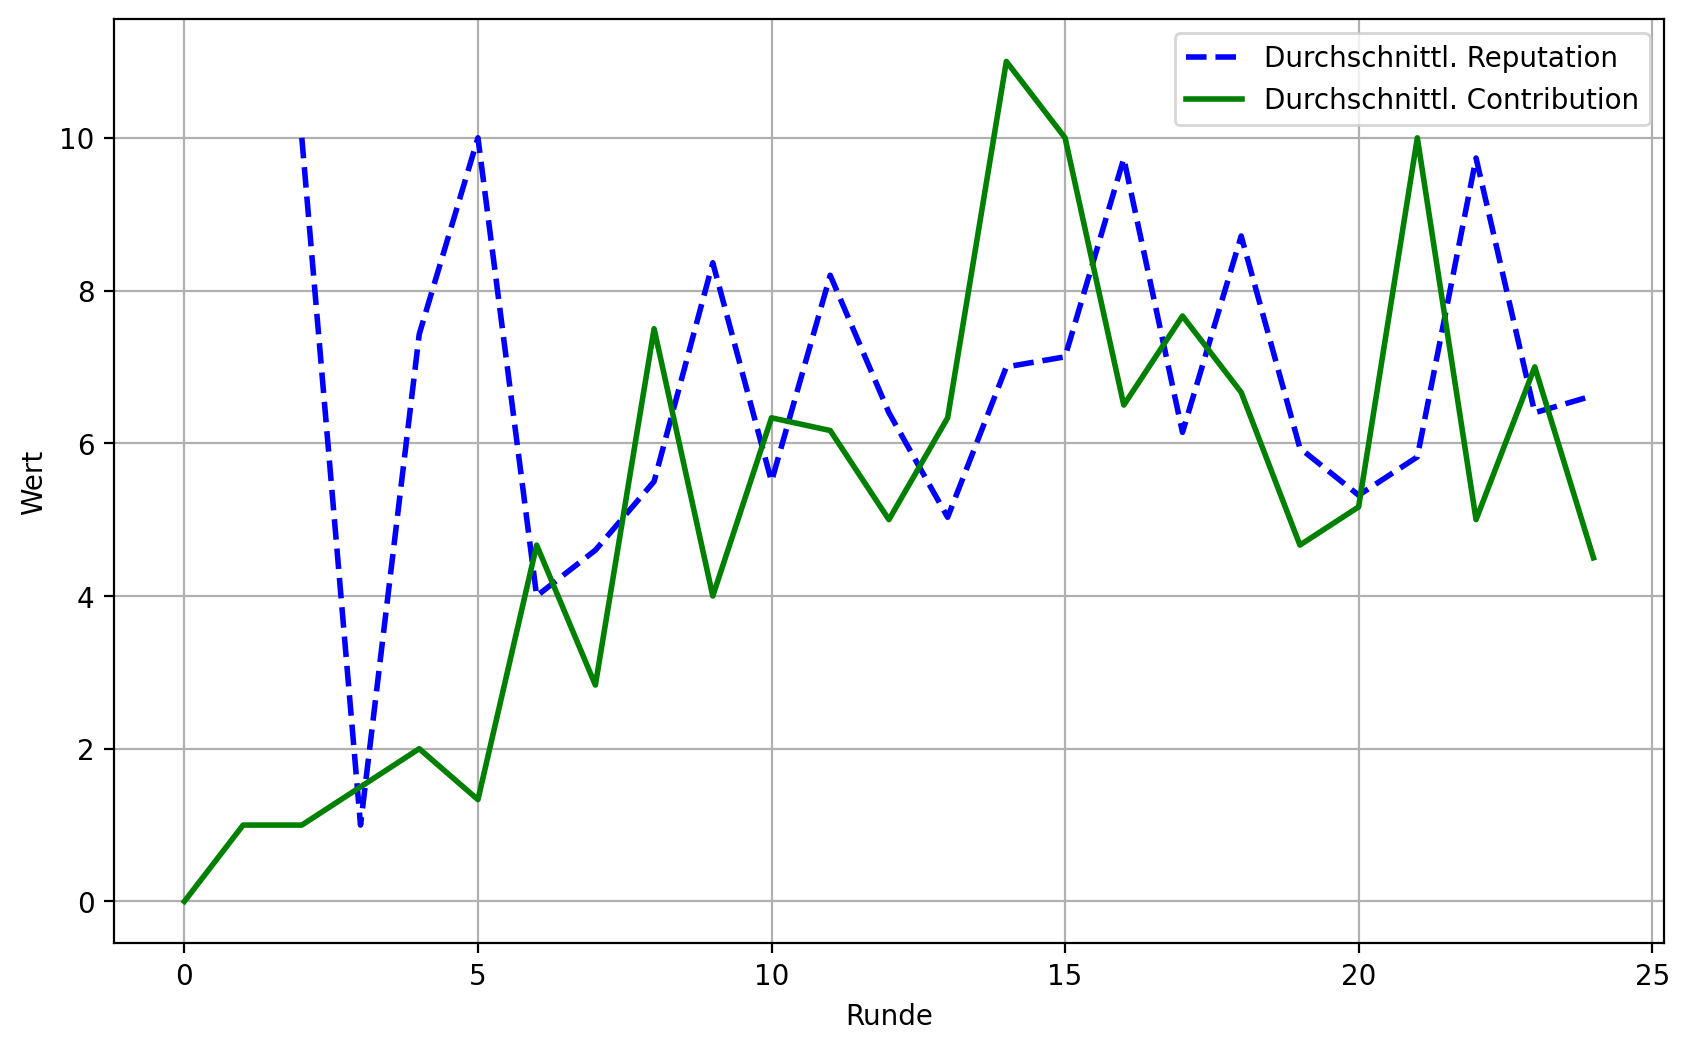 Durchschnittl. Reputation
Durchschnittl. Contribution
10
8
6
4
2
0
Wert
0 5 10 15 20 25
Runde